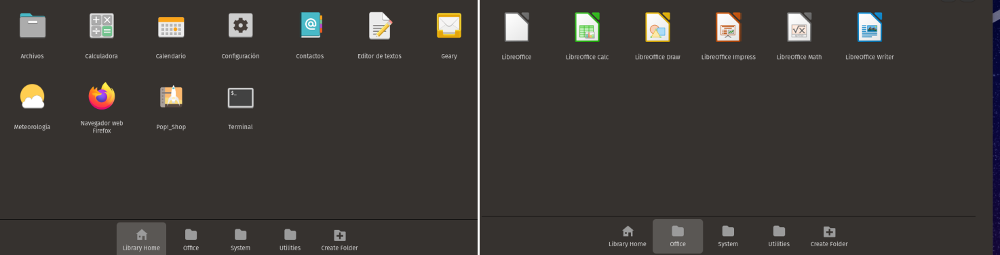 Archivos
Calculadora
Calendario
Configuración
Contactos
Editor de textos
Geary
Meteorología
Navegador web
Firefox
Pop!_Shop
Terminal
Library Home
Office
System
Utilities
Create Folder
LibreOffice
LibreOffice Calc
LibreOffice Draw
LibreOffice Impress
LibreOffice Math
LibreOffice Writer
Library Home
Office
System
Utilities
Create Folder